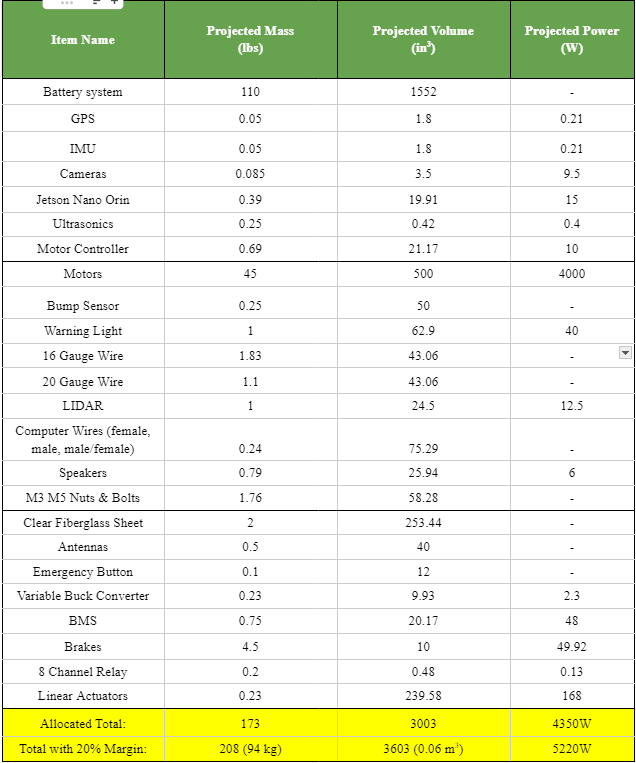 Item Name Projected Mass (lbs) Projected Volume (in³) Projected Power (W)
Battery system 110 1552 -
GPS 0.05 1.8 0.21
IMU 0.05 1.8 0.21
Cameras 0.085 3.5 9.5
Jetson Nano Orin 0.39 19.91 15
Ultrasonics 0.25 0.42 0.4
Motor Controller 0.69 21.17 10
Motors 45 500 4000
Bump Sensor 0.25 50 -
Warning Light 1 62.9 40
16 Gauge Wire 1.83 43.06 -
20 Gauge Wire 1.1 43.06 -
LIDAR 1 24.5 12.5
Computer Wires (female,
male, male/female) 0.24 75.29 -
Speakers 0.79 25.94 6
M3 M5 Nuts & Bolts 1.76 58.28 -
Clear Fiberglass Sheet 2 253.44 -
Antennas 0.5 40 -
Emergency Button 0.1 12 -
Variable Buck Converter 0.23 9.93 2.3
BMS 0.75 20.17 48
Brakes 4.5 10 49.92
8 Channel Relay 0.2 0.48 0.13
Linear Actuators 0.23 239.58 168
Allocated Total: 173 3003 4350W
Total with 20% Margin: 208 (94 kg) 3603 (0.06 m³) 5220W